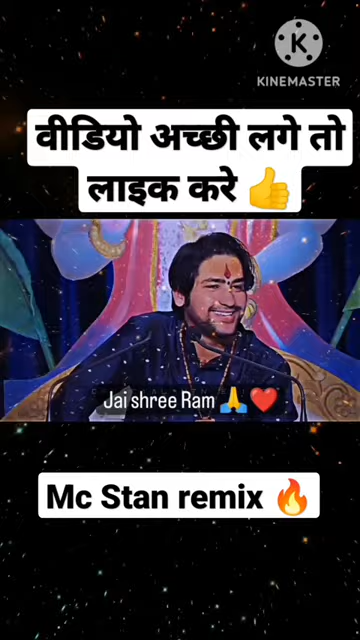 KINEMASTER
वीडियो अच्छी लगे तो
लाइक करे 👍
Jai shree Ram 🙏❤️
Mc Stan remix 🔥